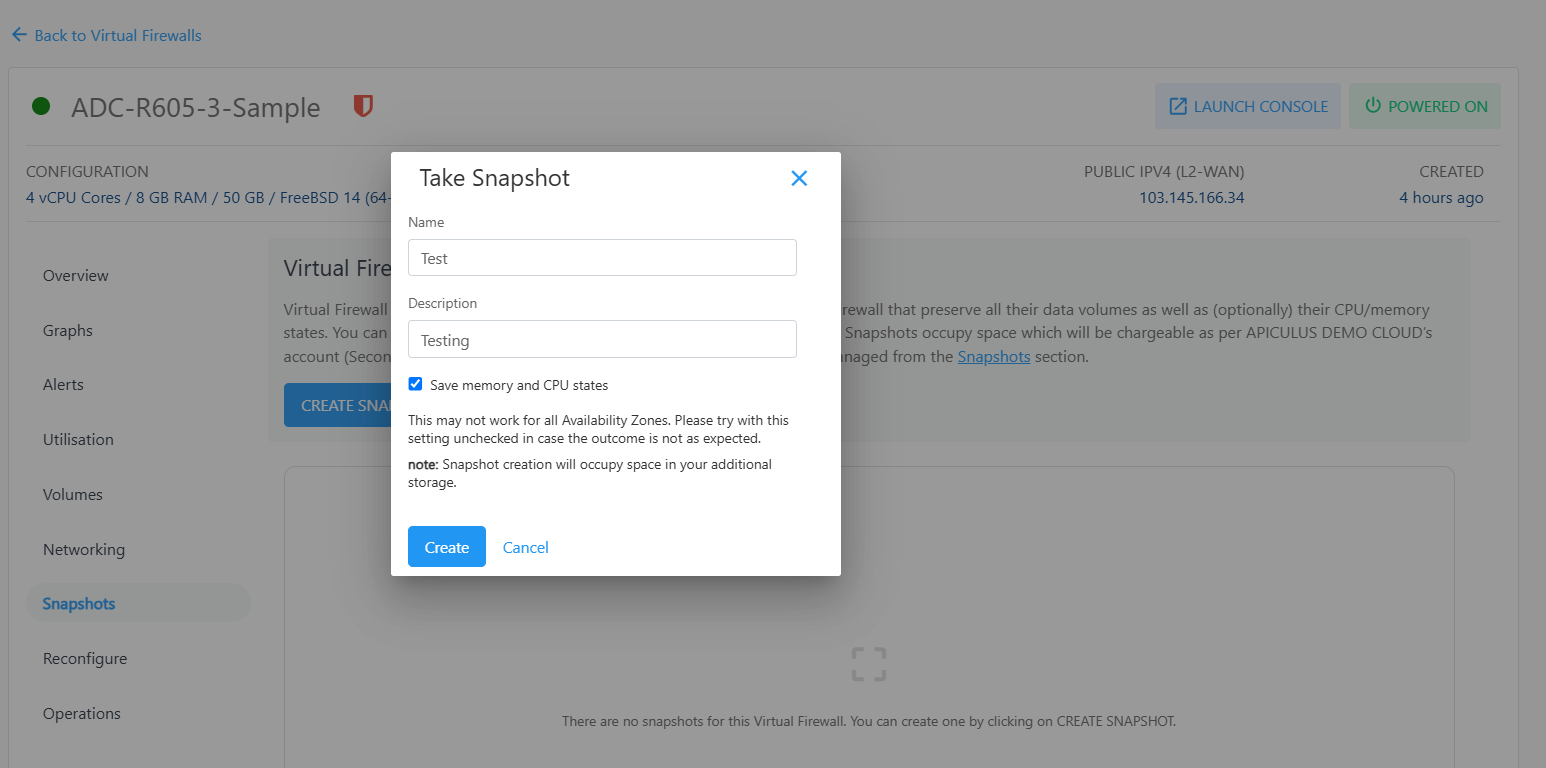 Back to Virtual Firewalls
ADC-R605-3-Sample
LAUNCH CONSOLE
POWERED ON
CONFIGURATION
4 vCPU Cores / 8 GB RAM / 50 GB / FreeBSD 14 (64-
PUBLIC IPV4 (L2-WAN)
103.145.166.34
CREATED
4 hours ago
Overview
Graphs
Alerts
Utilisation
Volumes
Networking
Snapshots
Reconfigure
Operations
Virtual Fire
Virtual Firewall
rewall that preserve all their data volumes as well as (optionally) their CPU/memory
states. You can
Snapshots occupy space which will be chargeable as per APICULUS DEMO CLOUD's
account (Secon
naged from the Snapshots section.
CREATE SNA
Take Snapshot
Name
Test
Description
Testing
Save memory and CPU states
This may not work for all Availability Zones. Please try with this
setting unchecked in case the outcome is not as expected.
note: Snapshot creation will occupy space in your additional
storage.
Create
Cancel
There are no snapshots for this Virtual Firewall. You can create one by clicking on CREATE SNAPSHOT.